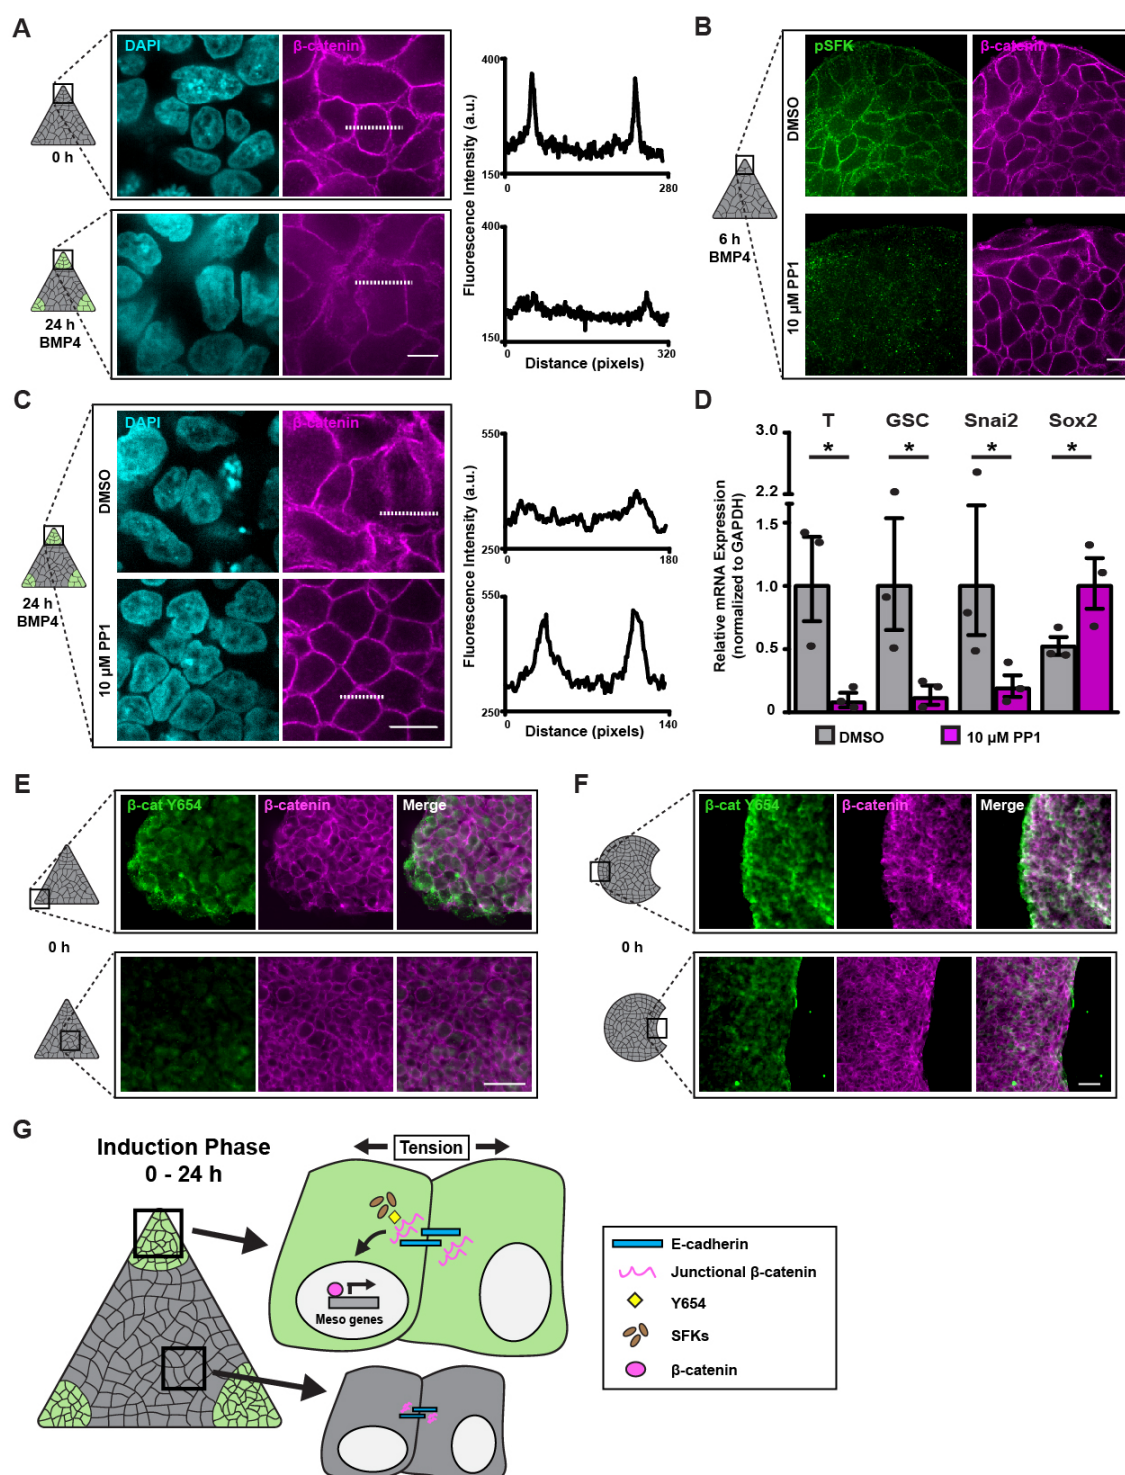 A
DAPI
β-catenin
0 h
24 h
BMP4
Fluorescence Intensity (a.u.)
400
150
0
280
400
150
0
320
Distance (pixels)
B
pSFK
β-catenin
DMSO
10 µM PP1
6 h
BMP4
C
DAPI
β-catenin
DMSO
10 µM PP1
24 h
BMP4
Fluorescence Intensity (a.u.)
550
250
0
180
550
250
0
140
Distance (pixels)
D
T GSC Snai2 Sox2
* * * *
Relative mRNA Expression
(normalized to GAPDH)
3.0
2.2
1.5
1.0
0.5
0
DMSO
10 µM PP1
E
β-cat Y654
β-catenin
Merge
0 h
F
β-cat Y654
β-catenin
Merge
0 h
G
Induction Phase
0 - 24 h
Tension
Meso genes
E-cadherin
Junctional β-catenin
Y654
SFKs
β-catenin